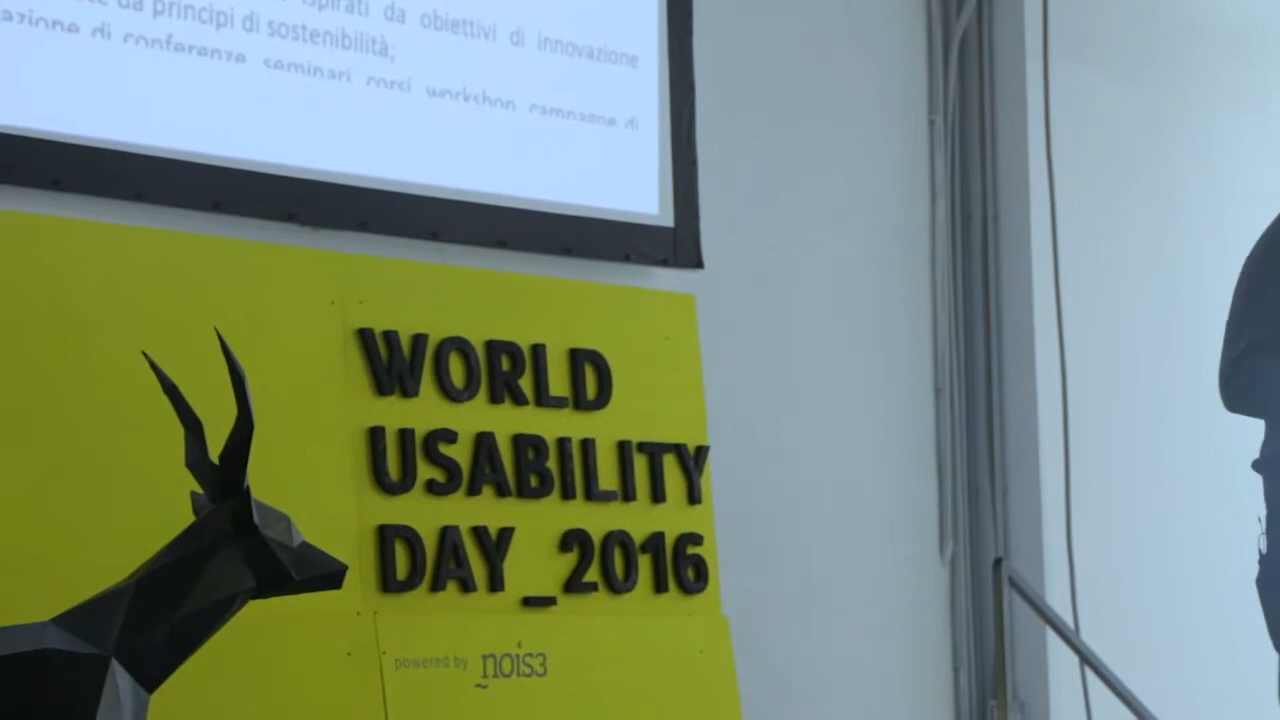 ispirati da obiettivi di innovazione
da principi di sostenibilità;
azione di conferenze seminari corsi workshop campagne di
WORLD
USABILITY
DAY_2016
powered by nois3